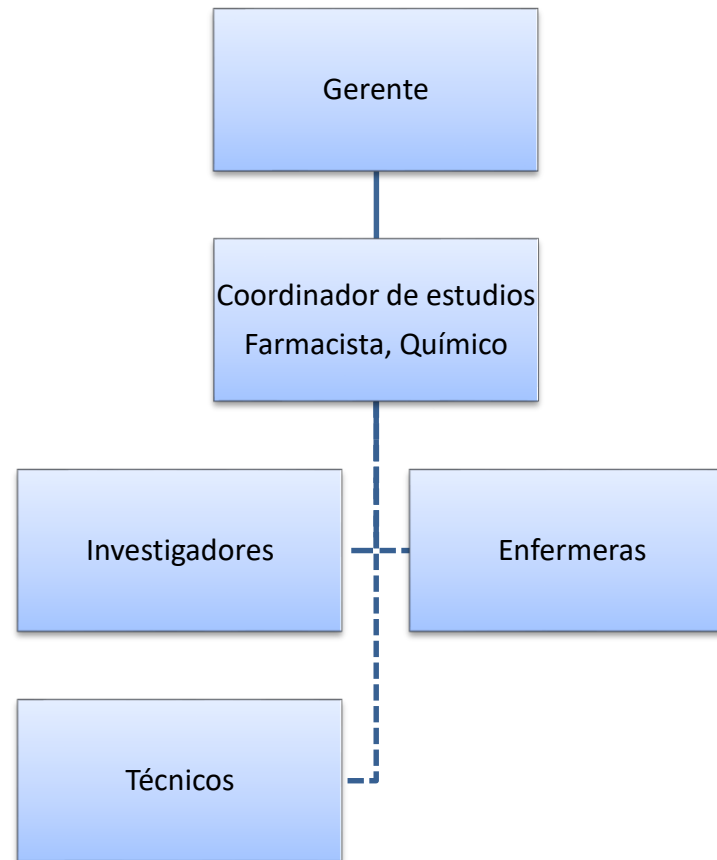 Gerente
Coordinador de estudios
Farmacista, Químico
Investigadores
Enfermeras
Técnicos